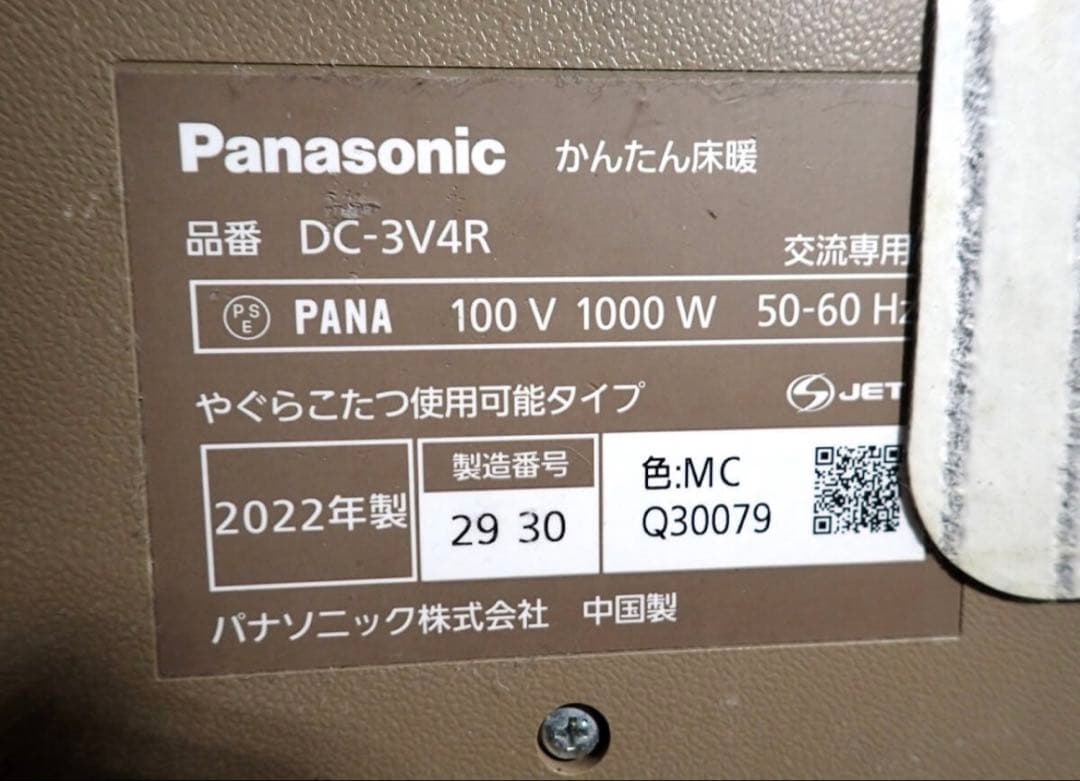 Panasonic かんたん床暖
品番 DC-3V4R
交流専用
PSE PANA 100 V 1000 W 50-60 Hz
やぐらこたつ使用可能タイプ JET
2022年製
製造番号
29 30
色:MC
Q30079
パナソニック株式会社 中国製